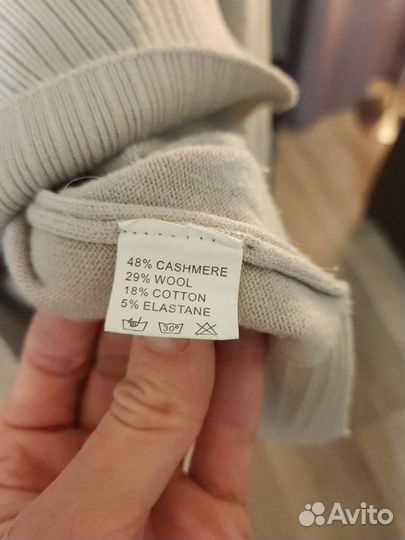 48% CASHMERE
29% WOOL
18% COTTON
5% ELASTANE
30°
Avito